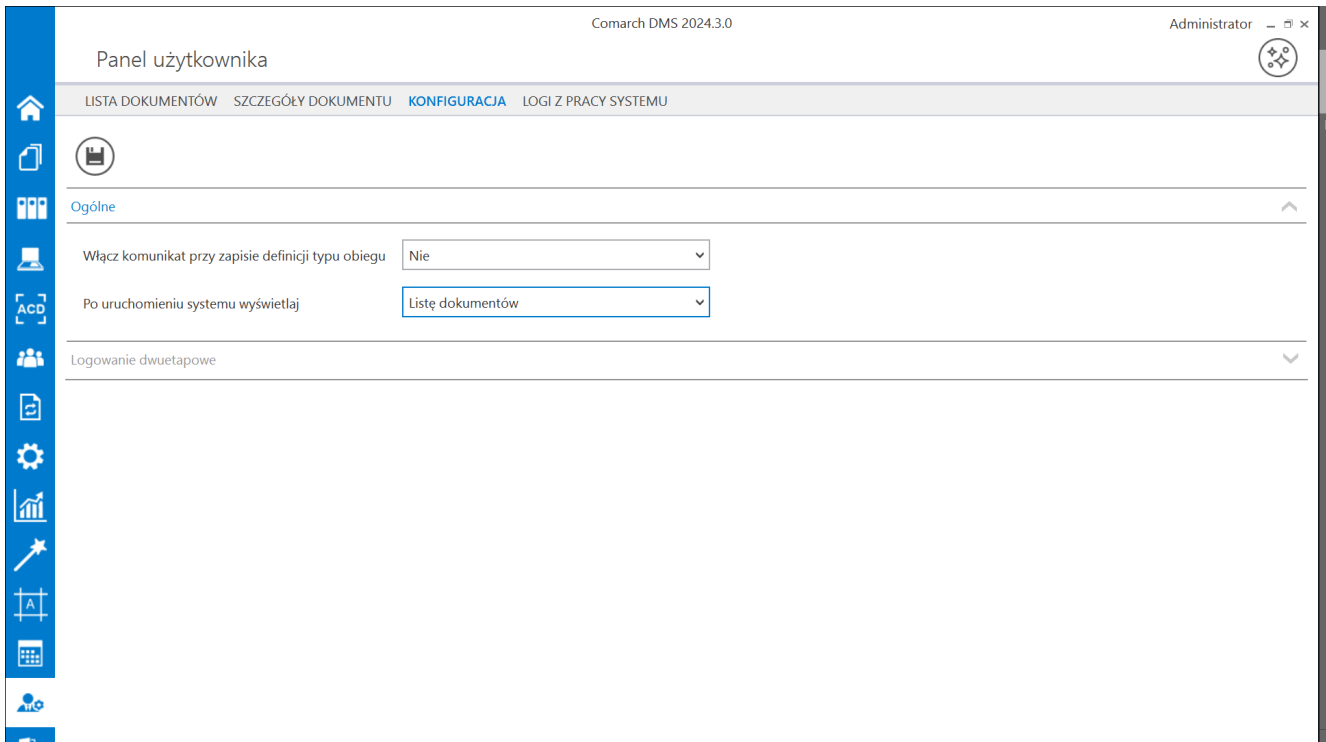 Comarch DMS 2024.3.0
Administrator
Panel użytkownika
LISTA DOKUMENTÓW SZCZEGÓŁY DOKUMENTU KONFIGURACJA LOGI Z PRACY SYSTEMU
Ogólne
Włącz komunikat przy zapisie definicji typu obiegu Nie
Po uruchomieniu systemu wyświetlaj Listę dokumentów
Logowanie dwuetapowe
ACD
A